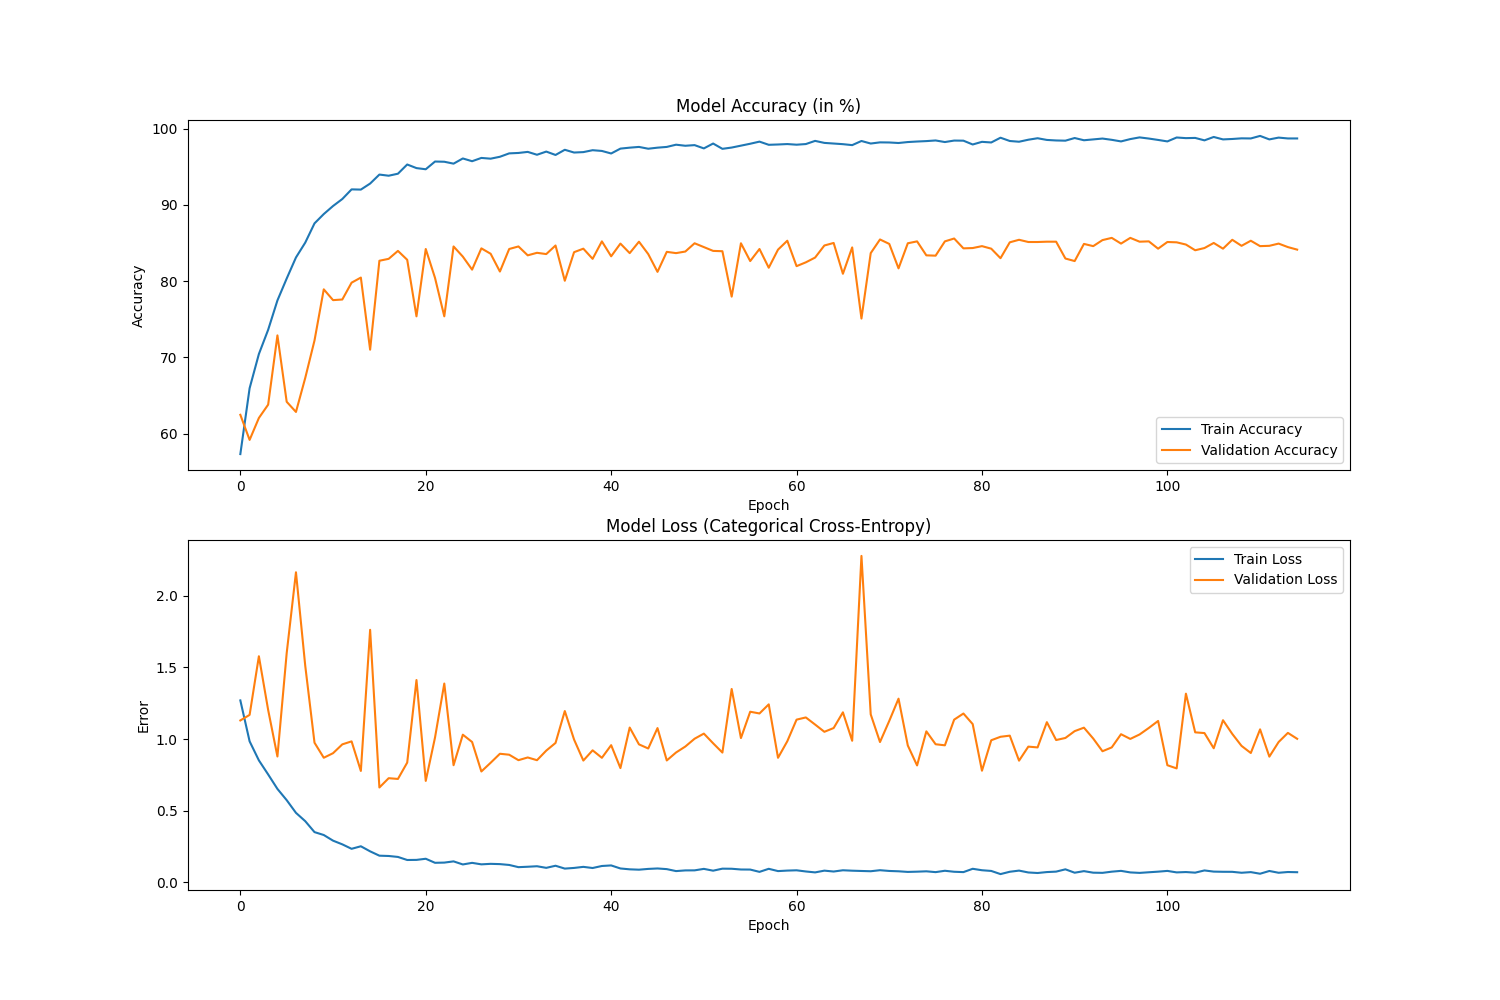 Model Accuracy (in %)
100
90
80
70
60
Accuracy
Train Accuracy
Validation Accuracy
0 20 40 60 80 100
Epoch
Model Loss (Categorical Cross-Entropy)
Train Loss
Validation Loss
2.0
1.5
1.0
0.5
0.0
Error
0 20 40 60 80 100
Epoch